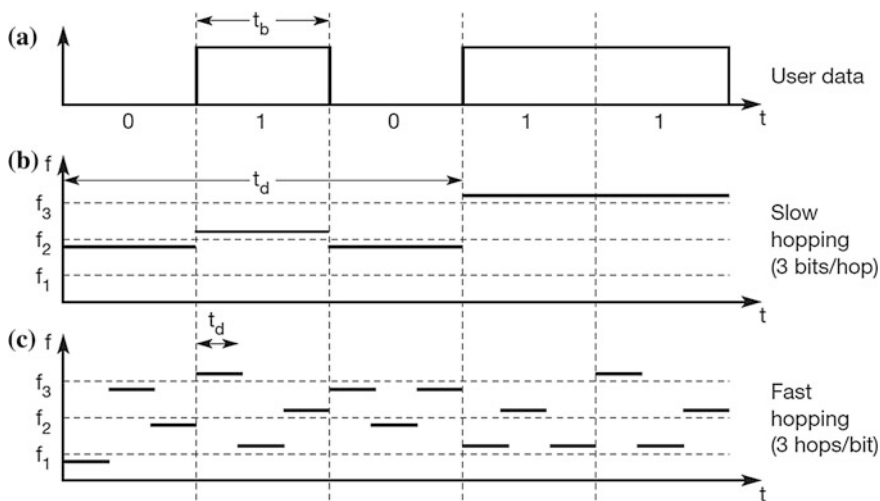 (a)
t_b
User data
0 1 0 1 1
t
(b) f
t_d
f_3
f_2
f_1
Slow
hopping
(3 bits/hop)
t
(c) f
t_d
f_3
f_2
f_1
Fast
hopping
(3 hops/bit)
t